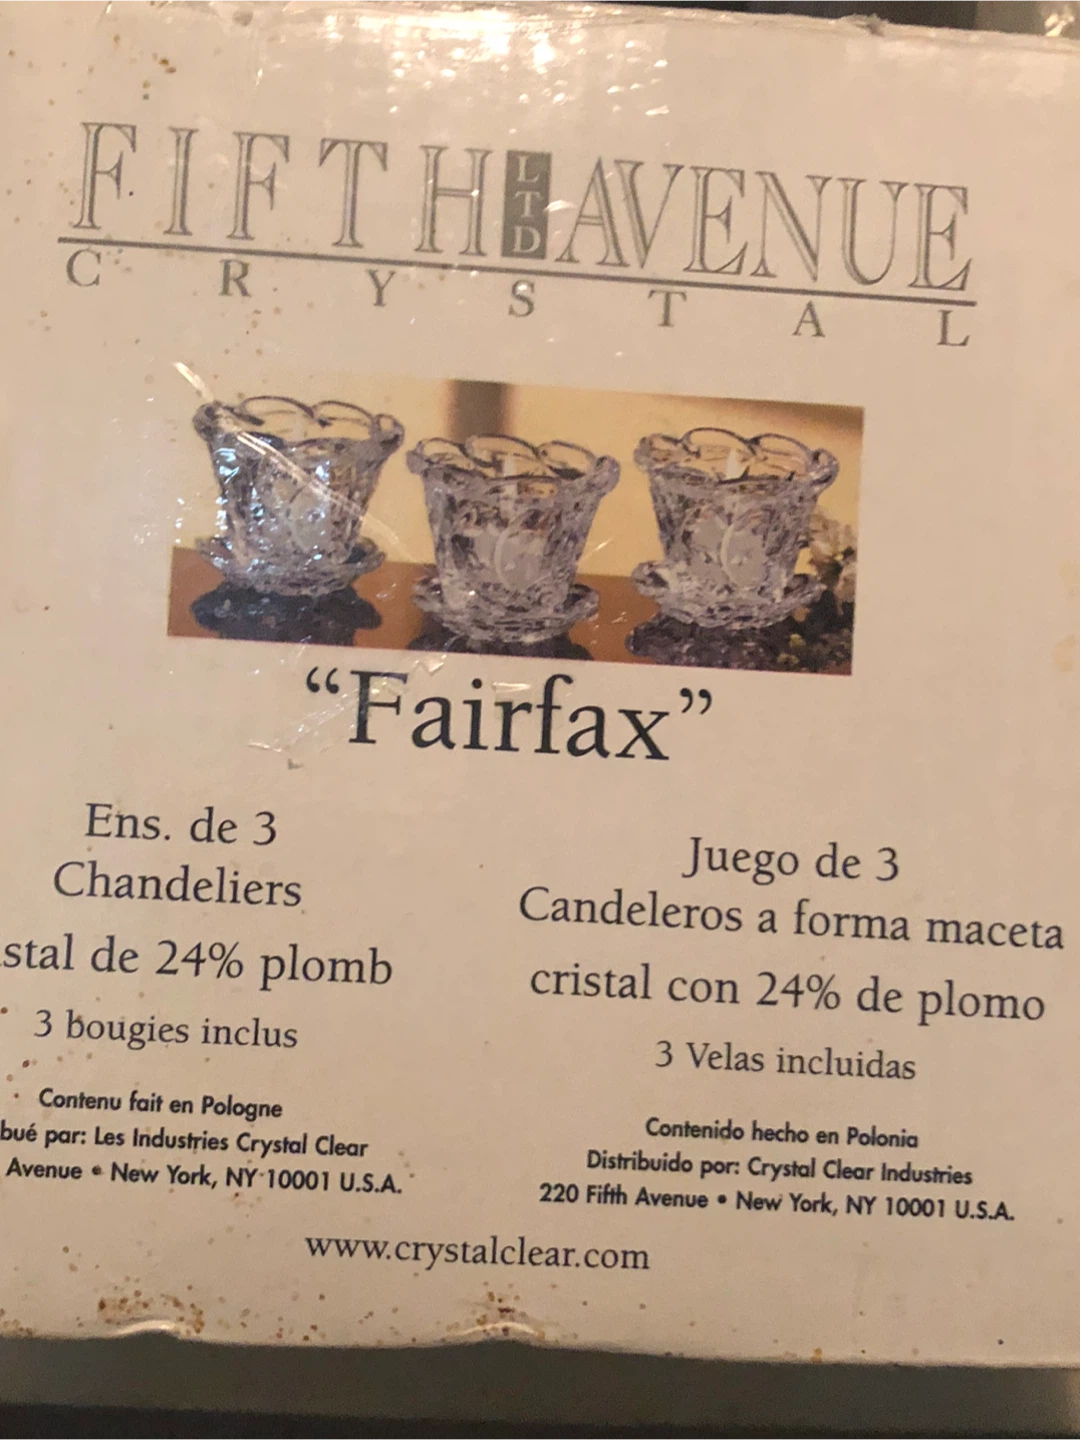 FIFTH LTD AVENUE
CRYSTAL
“Fairfax”
Ens. de 3
Chandeliers
stal de 24% plomb
3 bougies inclus
Contenu fait en Pologne
bué par: Les Industries Crystal Clear
Avenue • New York, NY 10001 U.S.A.
Juego de 3
Candeleros a forma maceta
cristal con 24% de plomo
3 Velas incluidas
Contenido hecho en Polonia
Distribuido por: Crystal Clear Industries
220 Fifth Avenue • New York, NY 10001 U.S.A.
www.crystalclear.com